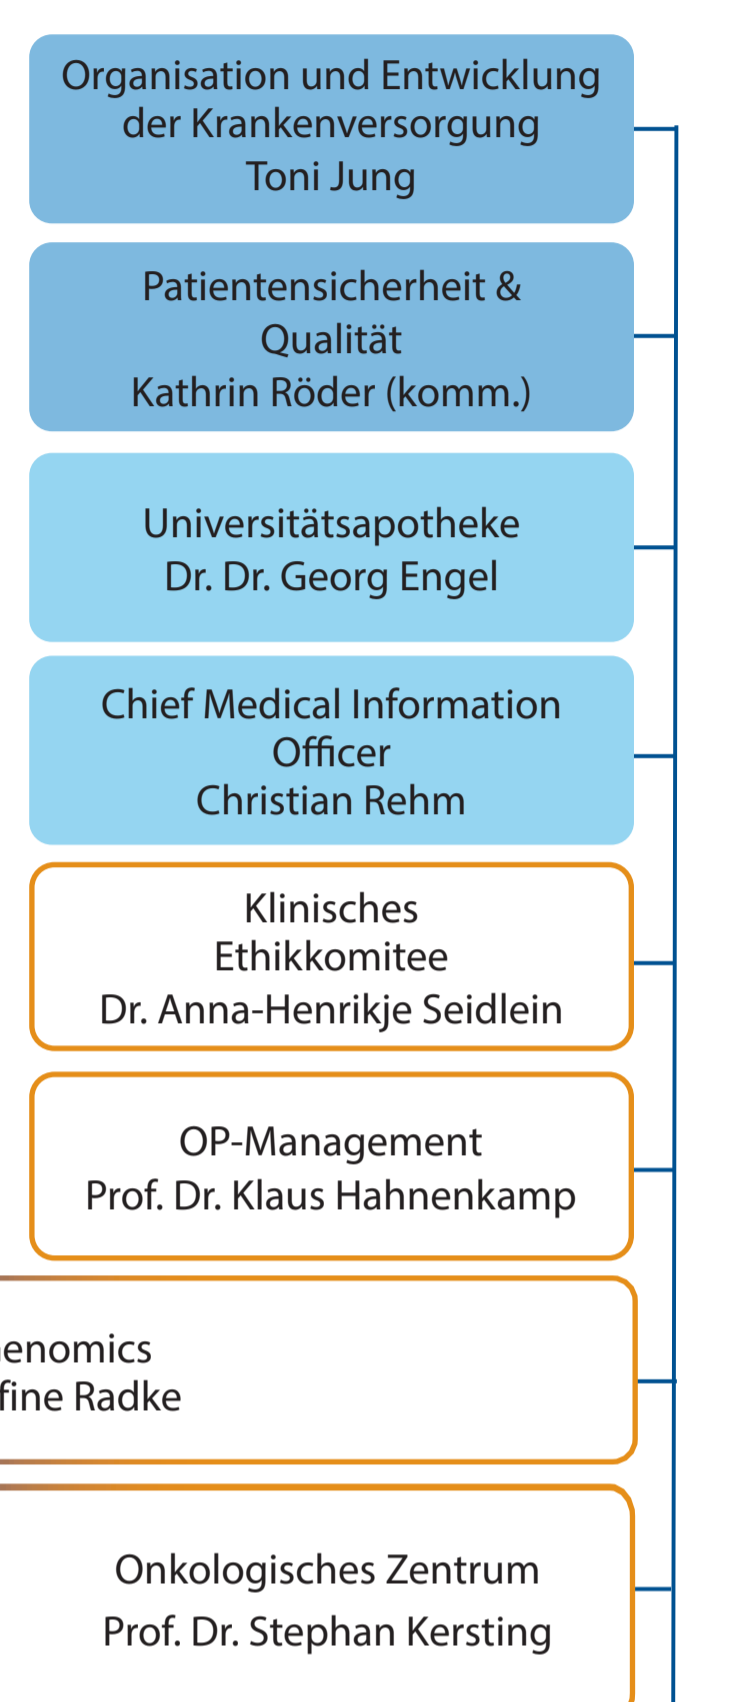 Organisation und Entwicklung
der Krankenversorgung
Toni Jung
Patientensicherheit &
Qualität
Kathrin Röder (komm.)
Universitätsapotheke
Dr. Dr. Georg Engel
Chief Medical Information
Officer
Christian Rehm
Klinisches
Ethikkomitee
Dr. Anna-Henrikje Seidlein
OP-Management
Prof. Dr. Klaus Hahnenkamp
enomics
fine Radke
Onkologisches Zentrum
Prof. Dr. Stephan Kersting